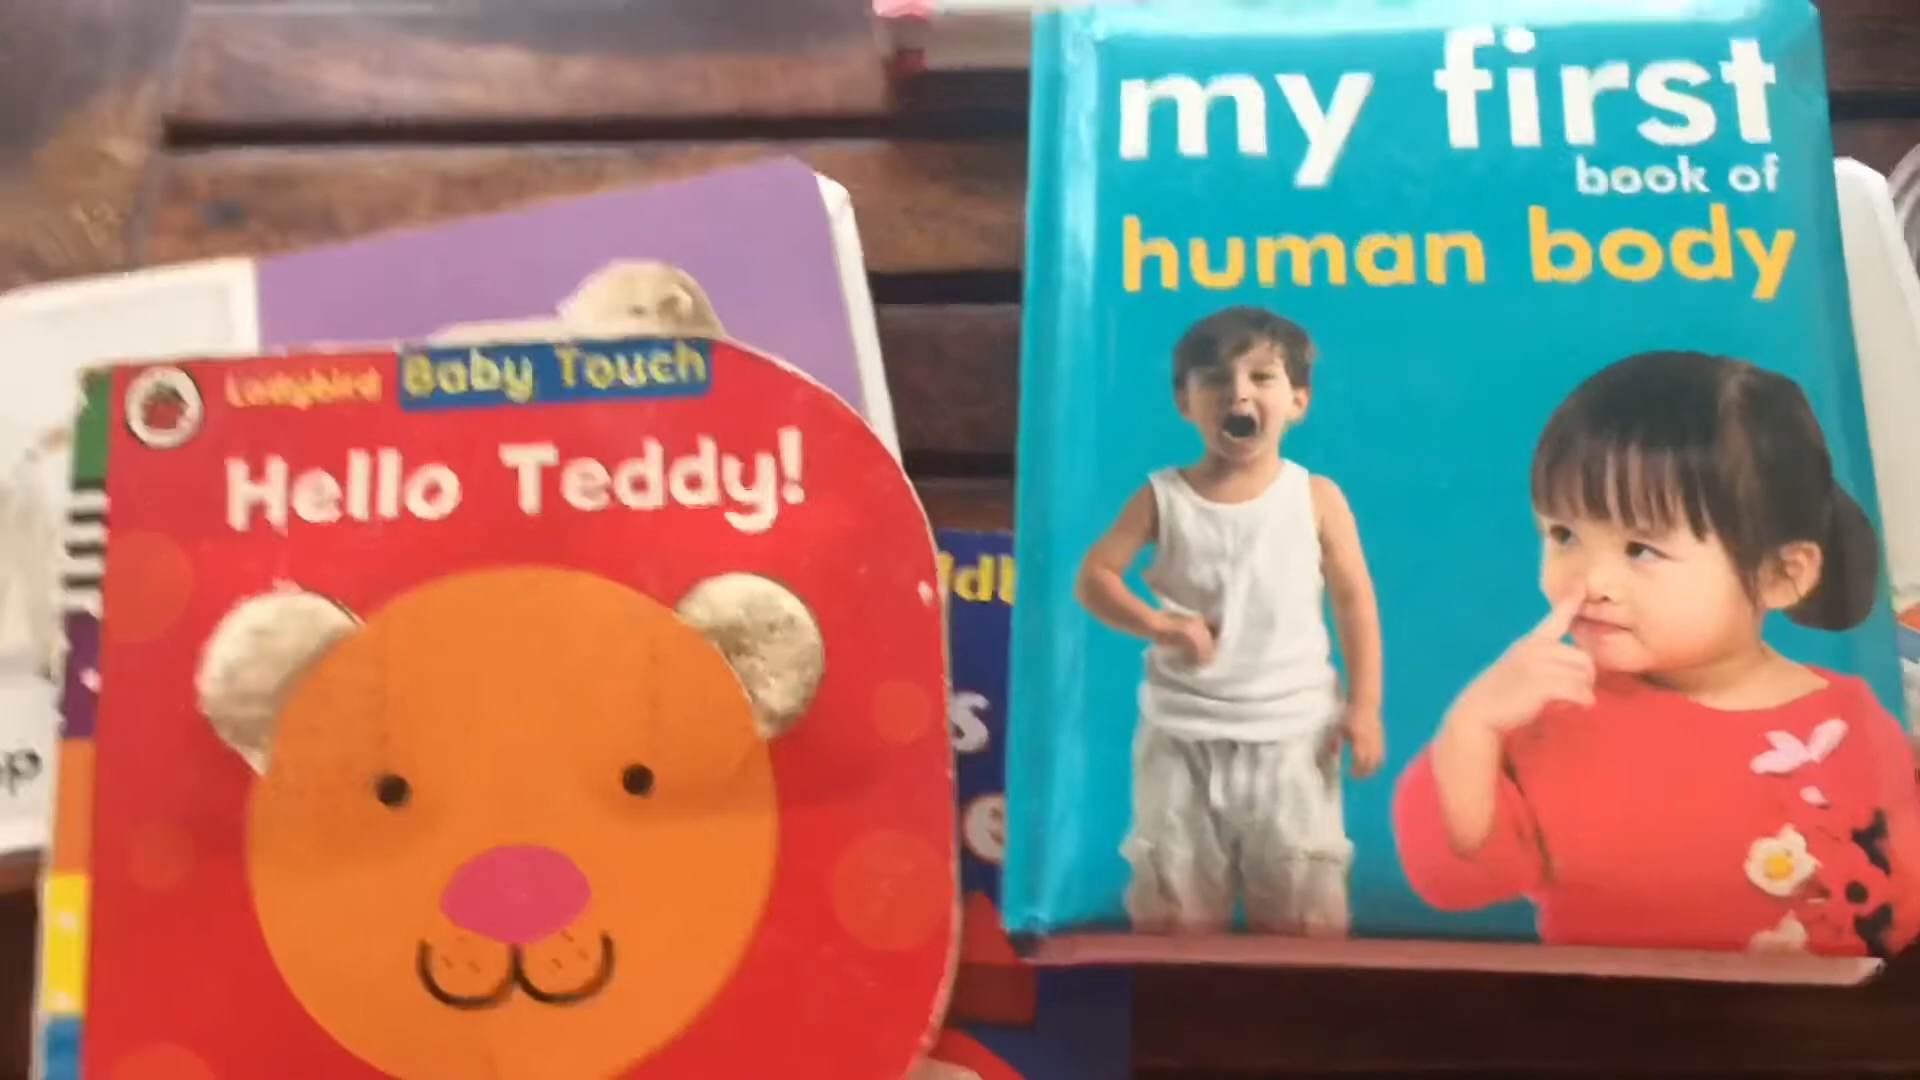 Ladybird Baby Touch
Hello Teddy!
my first
book of
human body